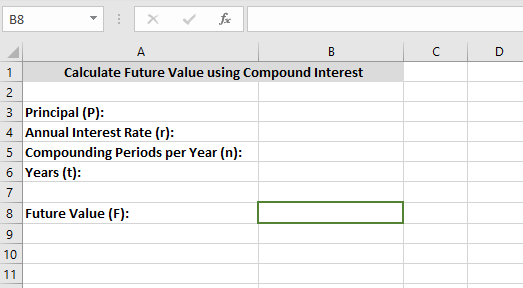 B8 fx
A B C D
1 Calculate Future Value using Compound Interest
2
3 Principal (P):
4 Annual Interest Rate (r):
5 Compounding Periods per Year (n):
6 Years (t):
7
8 Future Value (F):
9
10
11